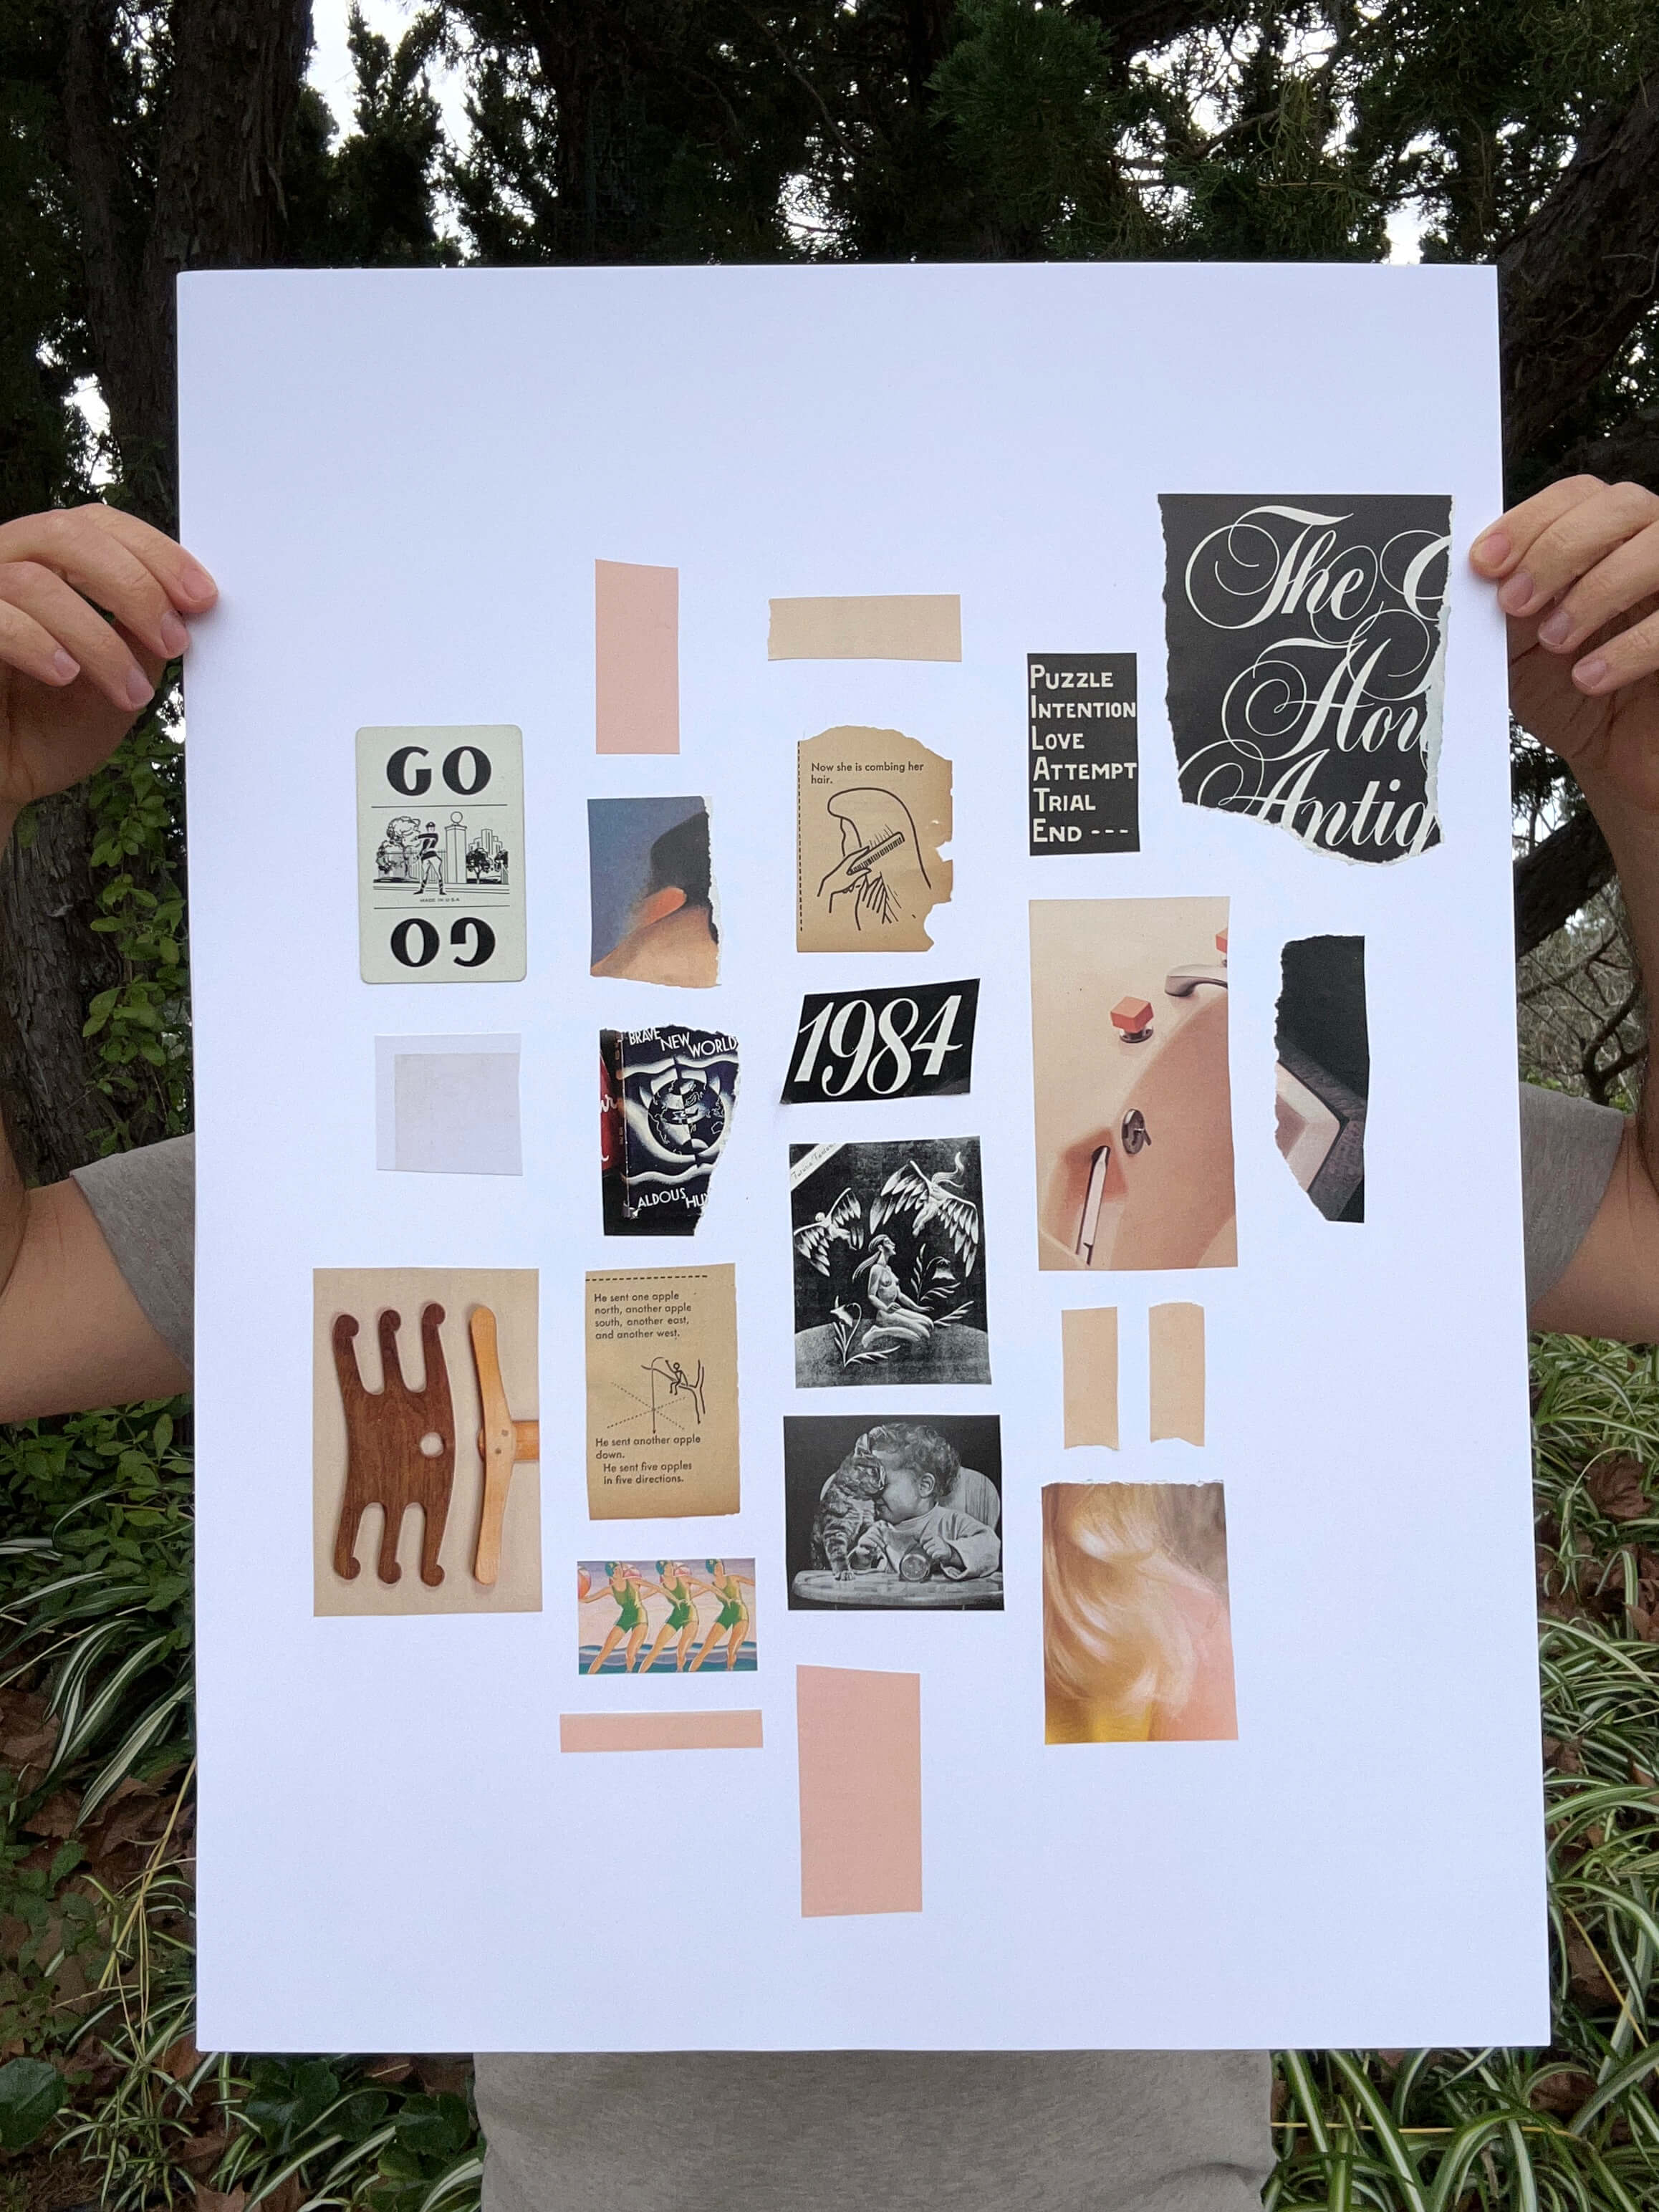 GO
MADE IN U.S.A.
GO
BRAVE
NEW
WORLD
ALDOUS
He sent one apple
north, another apple
south, another east,
and another west.
He sent another apple
down.
He sent five apples
in five directions.
Now she is combing her
hair.
1984
PUZZLE
INTENTION
LOVE
ATTEMPT
TRIAL
END ---
The
Hou
Antiq